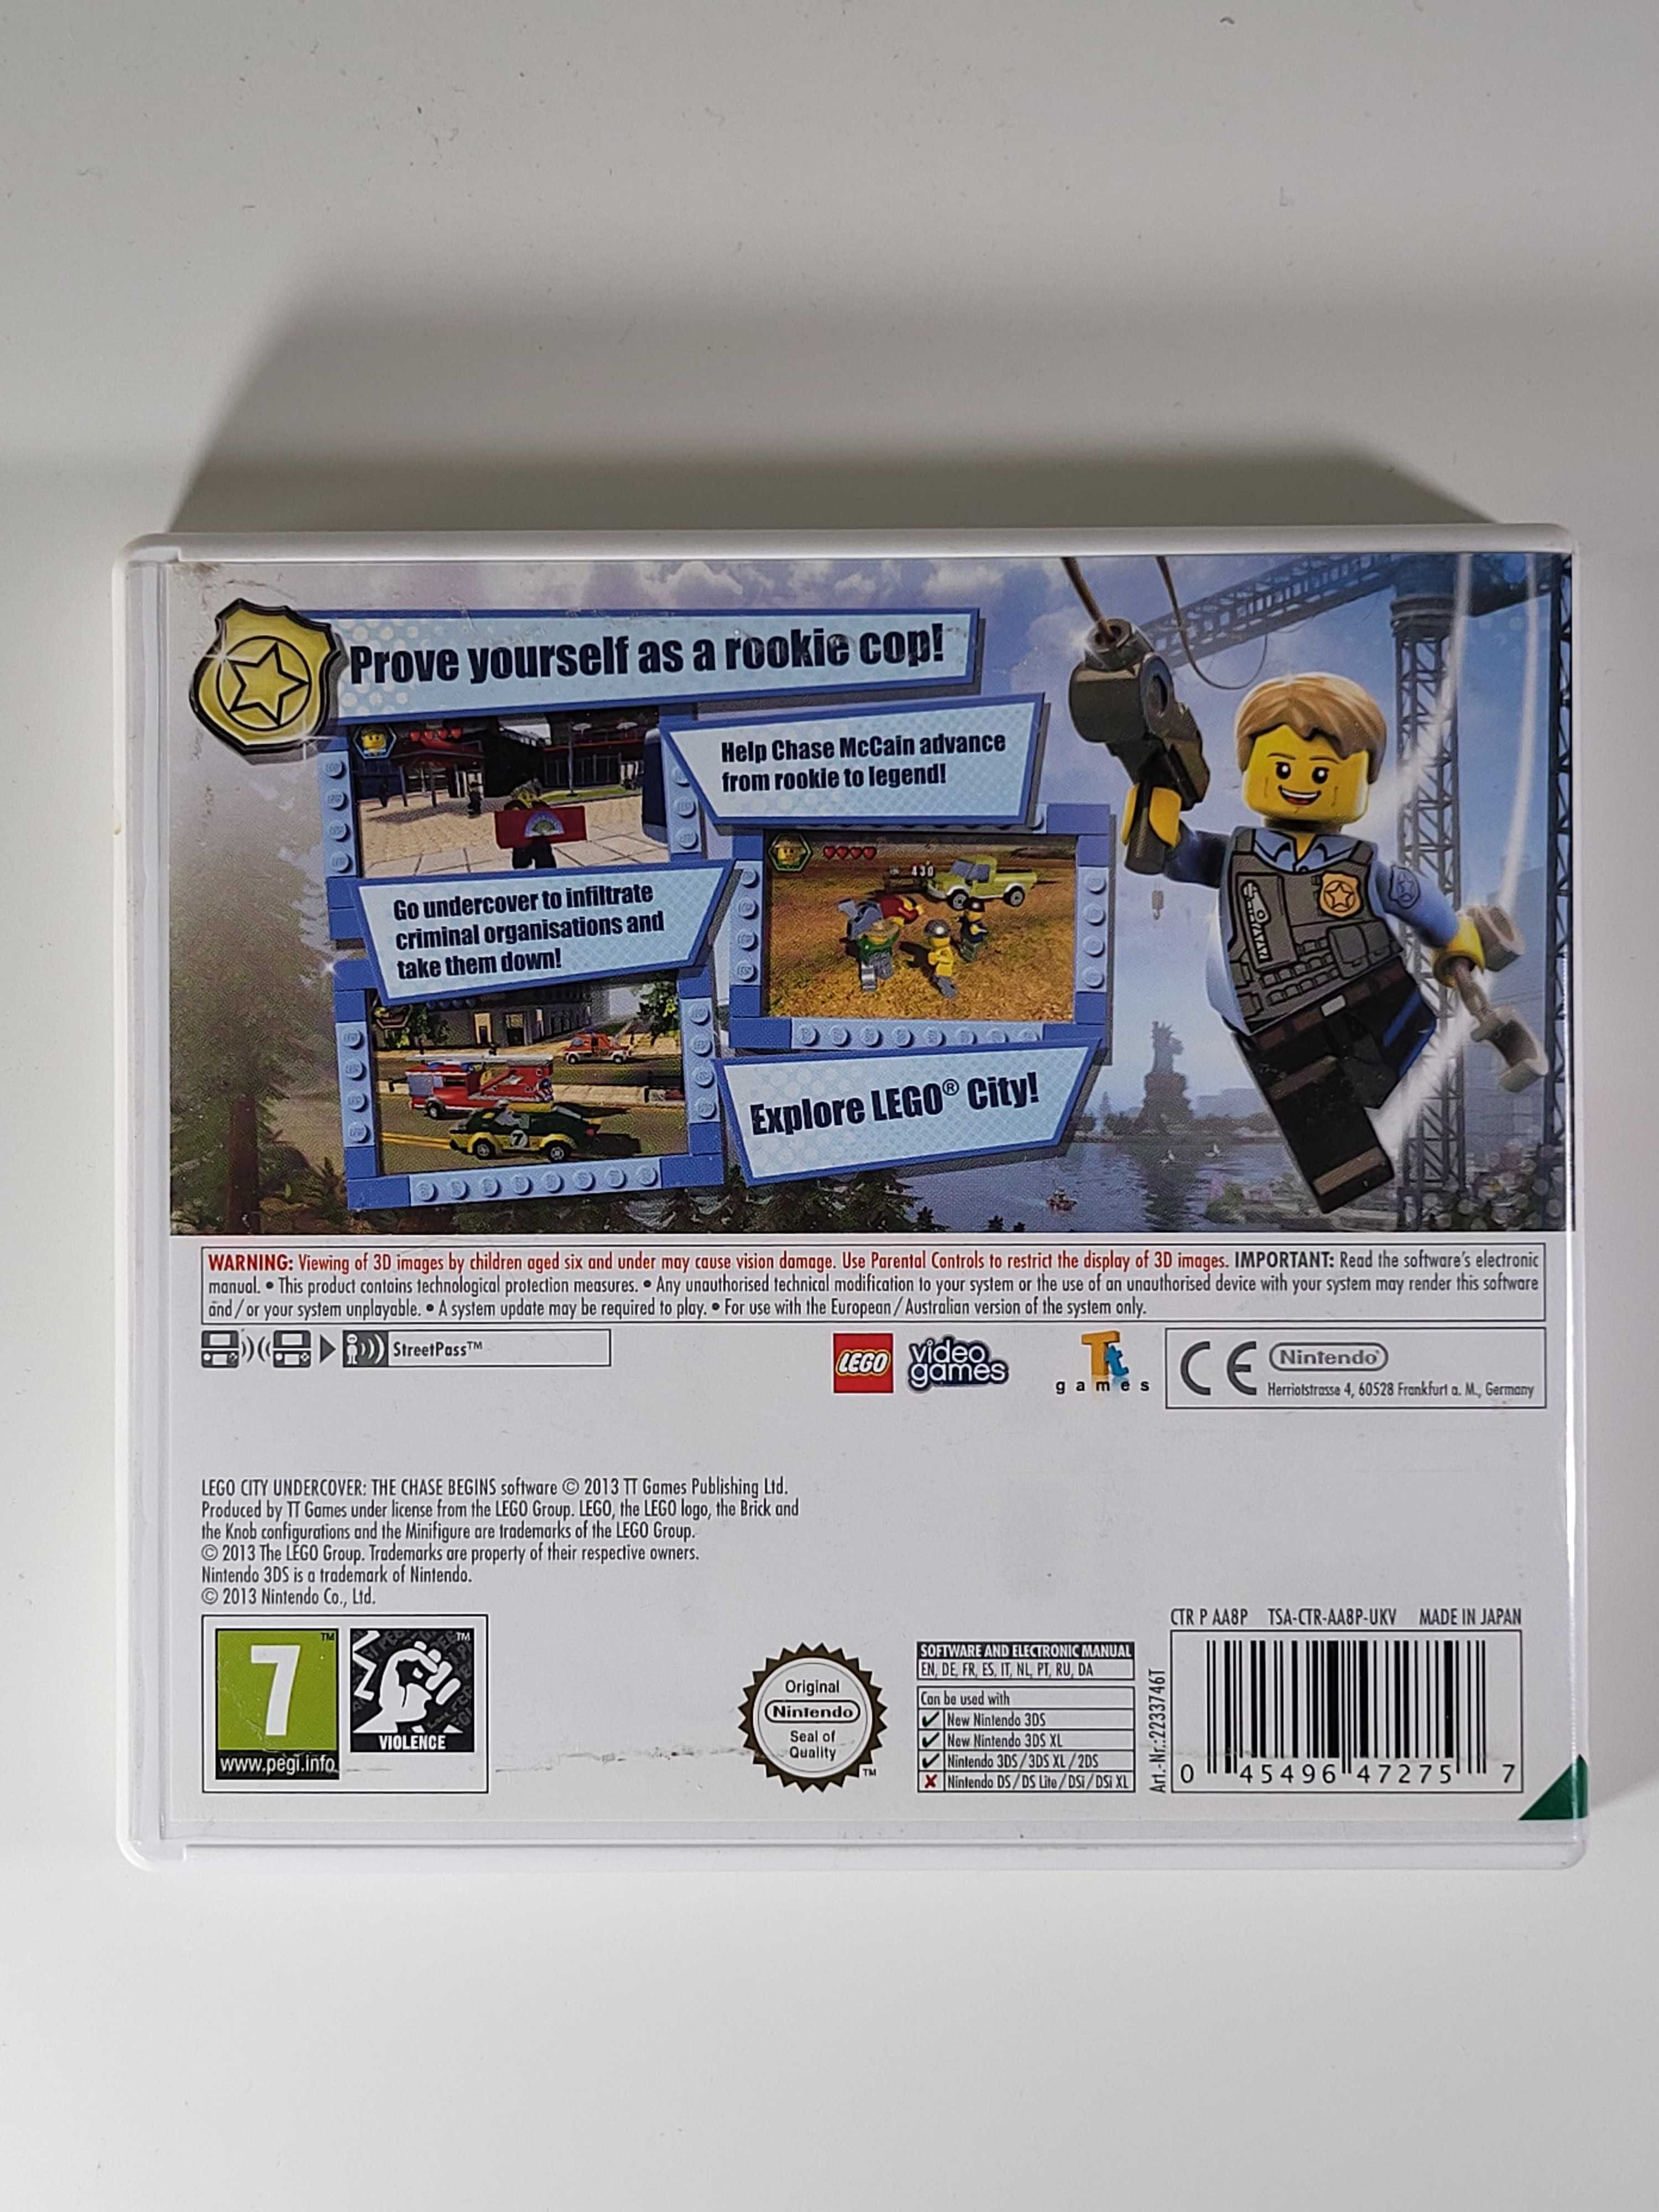 Prove yourself as a rookie cop!
Help Chase McCain advance
from rookie to legend!
430
Go undercover to infiltrate
criminal organisations and
take them down!
7
Explore LEGO® City!
WARNING: Viewing of 3D images by children aged six and under may cause vision damage. Use Parental Controls to restrict the display of 3D images. IMPORTANT: Read the software's electronic
manual. • This product contains technological protection measures. • Any unauthorised technical modification to your system or the use of an unauthorised device with your system may render this software
and/or your system unplayable. • A system update may be required to play. • For use with the European/Australian version of the system only.
StreetPass™
LEGO
video
games
Tt
games
CE
Nintendo
Herriotstrasse 4, 60528 Frankfurt a. M., Germany
LEGO CITY UNDERCOVER: THE CHASE BEGINS software © 2013 TT Games Publishing Ltd.
Produced by TT Games under license from the LEGO Group. LEGO, the LEGO logo, the Brick and
the Knob configurations and the Minifigure are trademarks of the LEGO Group.
© 2013 The LEGO Group. Trademarks are property of their respective owners.
Nintendo 3DS is a trademark of Nintendo.
© 2013 Nintendo Co., Ltd.
7™
www.pegi.info
™
VIOLENCE
Original
Nintendo
Seal of
Quality
™
SOFTWARE AND ELECTRONIC MANUAL
EN, DE, FR, ES, IT, NL, PT, RU, DA
Can be used with
✓ New Nintendo 3DS
✓ New Nintendo 3DS XL
✓ Nintendo 3DS/3DS XL/2DS
✗ Nintendo DS/DS Lite/DSi/DSi XL
Art.-Nr.:2233746T
CTR P AA8P TSA-CTR-AA8P-UKV MADE IN JAPAN
0 45496 47275 7